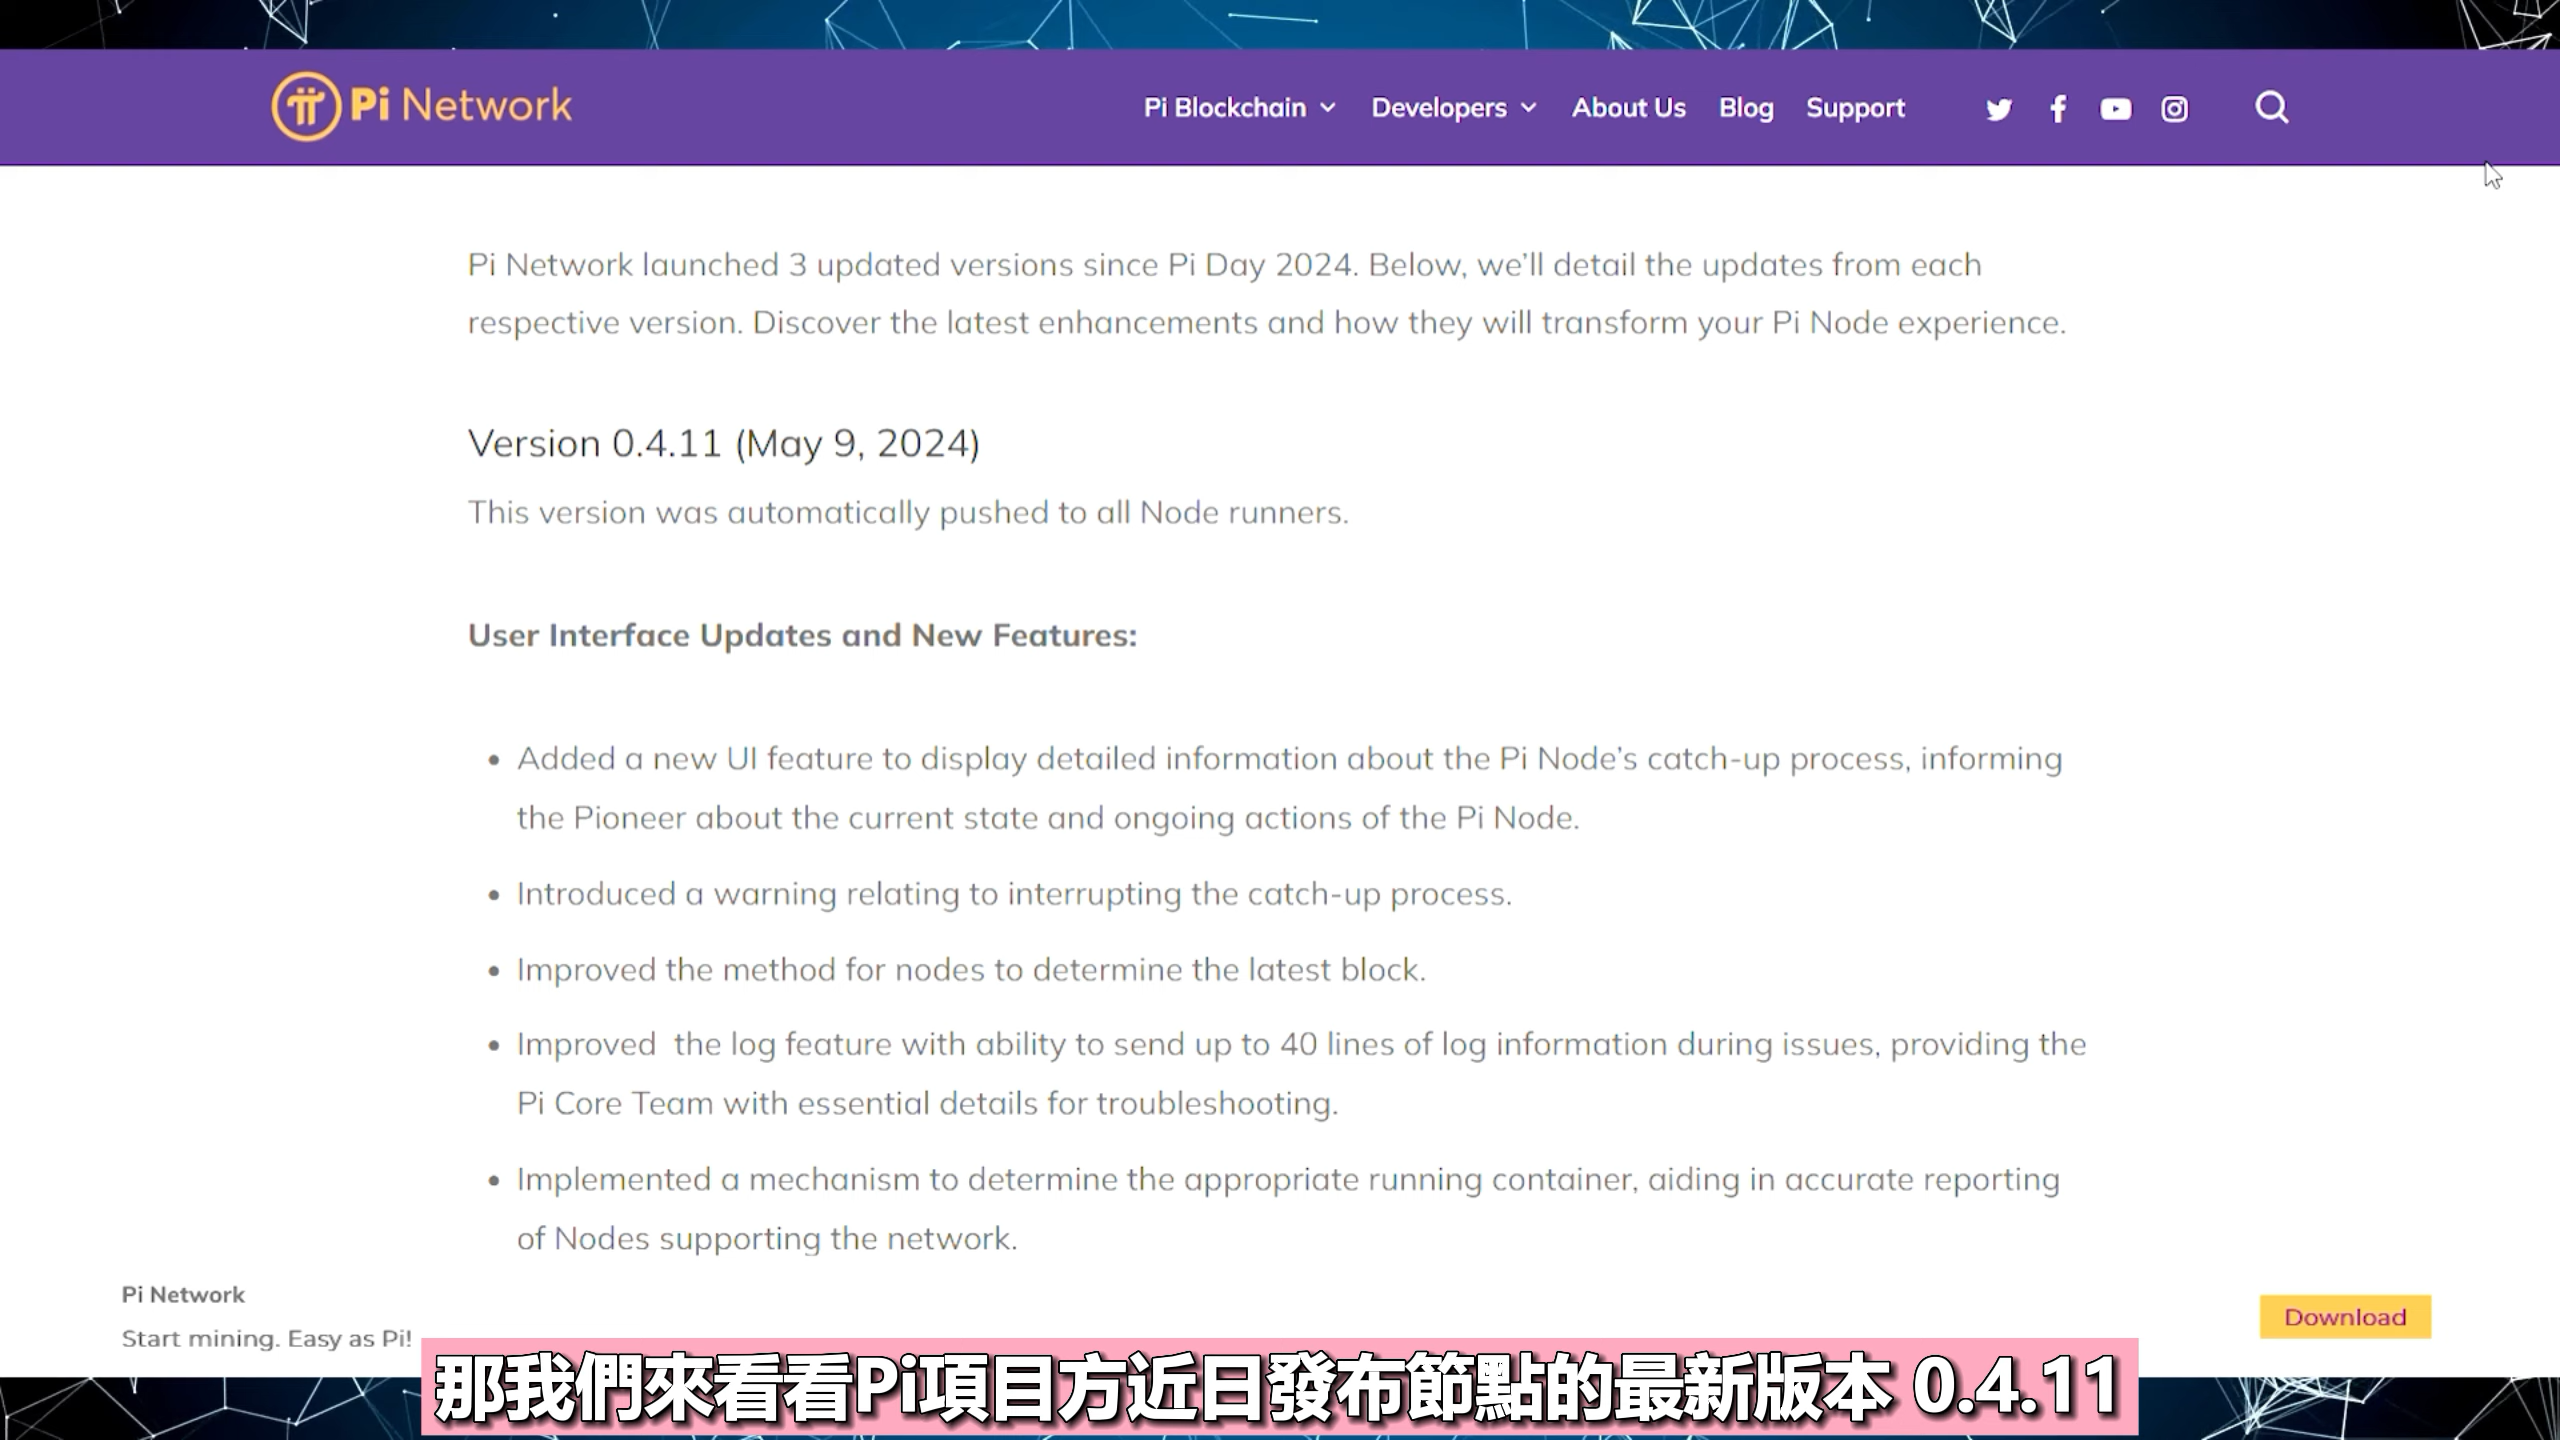 Pi Network
Pi Blockchain
Developers
About Us
Blog
Support
Pi Network launched 3 updated versions since Pi Day 2024. Below, we’ll detail the updates from each
respective version. Discover the latest enhancements and how they will transform your Pi Node experience.
Version 0.4.11 (May 9, 2024)
This version was automatically pushed to all Node runners.
User Interface Updates and New Features:
• Added a new UI feature to display detailed information about the Pi Node’s catch-up process, informing
the Pioneer about the current state and ongoing actions of the Pi Node.
• Introduced a warning relating to interrupting the catch-up process.
• Improved the method for nodes to determine the latest block.
• Improved  the log feature with ability to send up to 40 lines of log information during issues, providing the
Pi Core Team with essential details for troubleshooting.
• Implemented a mechanism to determine the appropriate running container, aiding in accurate reporting
of Nodes supporting the network.
Pi Network
Start mining. Easy as Pi!
Download
那我們來看看Pi項目方近日發布節點的最新版本 0.4.11